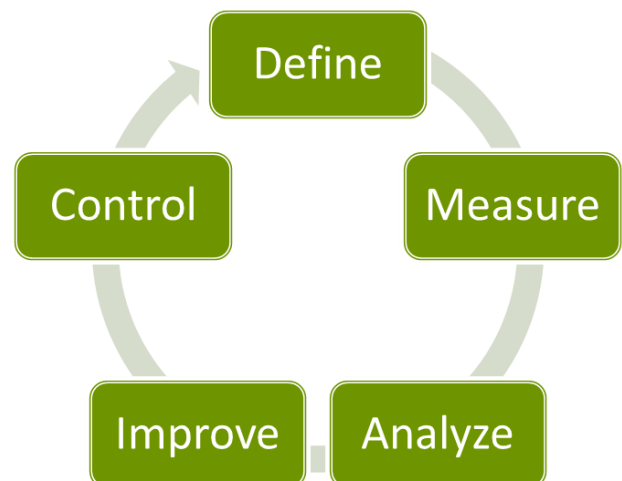 Define
Measure
Analyze
Improve
Control